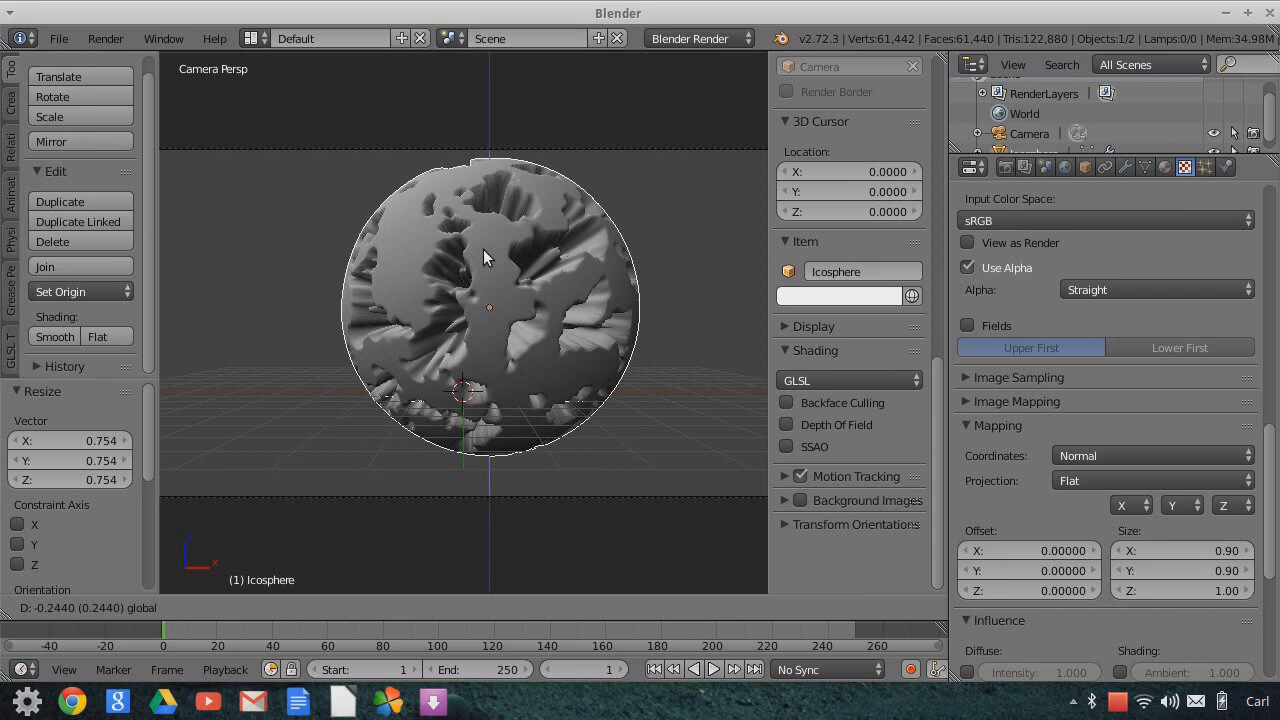 Blender
File Render Window Help Default Scene Blender Render v2.72.3 | Verts:61,442 | Faces:61,440 | Tris:122,880 | Objects:1/2 | Lamps:0/0 | Mem:34.98M
Too
Crea
Relati
Animat
Physi
Grease Pe
GLSL T
Translate
Rotate
Scale
Mirror
Edit
Duplicate
Duplicate Linked
Delete
Join
Set Origin
Shading:
Smooth Flat
History
Resize
Vector
X: 0.754
Y: 0.754
Z: 0.754
Constraint Axis
X
Y
Z
Orientation
Camera Persp
x
(1) Icosphere
D: -0.2440 (0.2440) global
Camera
Render Border
3D Cursor
Location:
X: 0.0000
Y: 0.0000
Z: 0.0000
Item
Icosphere
Display
Shading
GLSL
Backface Culling
Depth Of Field
SSAO
Motion Tracking
Background Images
Transform Orientations
View Search All Scenes
RenderLayers |
World
Camera |
Input Color Space:
sRGB
View as Render
Use Alpha
Alpha: Straight
Fields
Upper First Lower First
Image Sampling
Image Mapping
Mapping
Coordinates: Normal
Projection: Flat
X Y Z
Offset: Size:
X: 0.00000 X: 0.90
Y: 0.00000 Y: 0.90
Z: 0.00000 Z: 1.00
Influence
Diffuse: Shading:
Intensity: 1.000 Ambient: 1.000
-40 -20 0 20 40 60 80 100 120 140 160 180 200 220 240 260
View Marker Frame Playback Start: 1 End: 250 1 No Sync
Carl